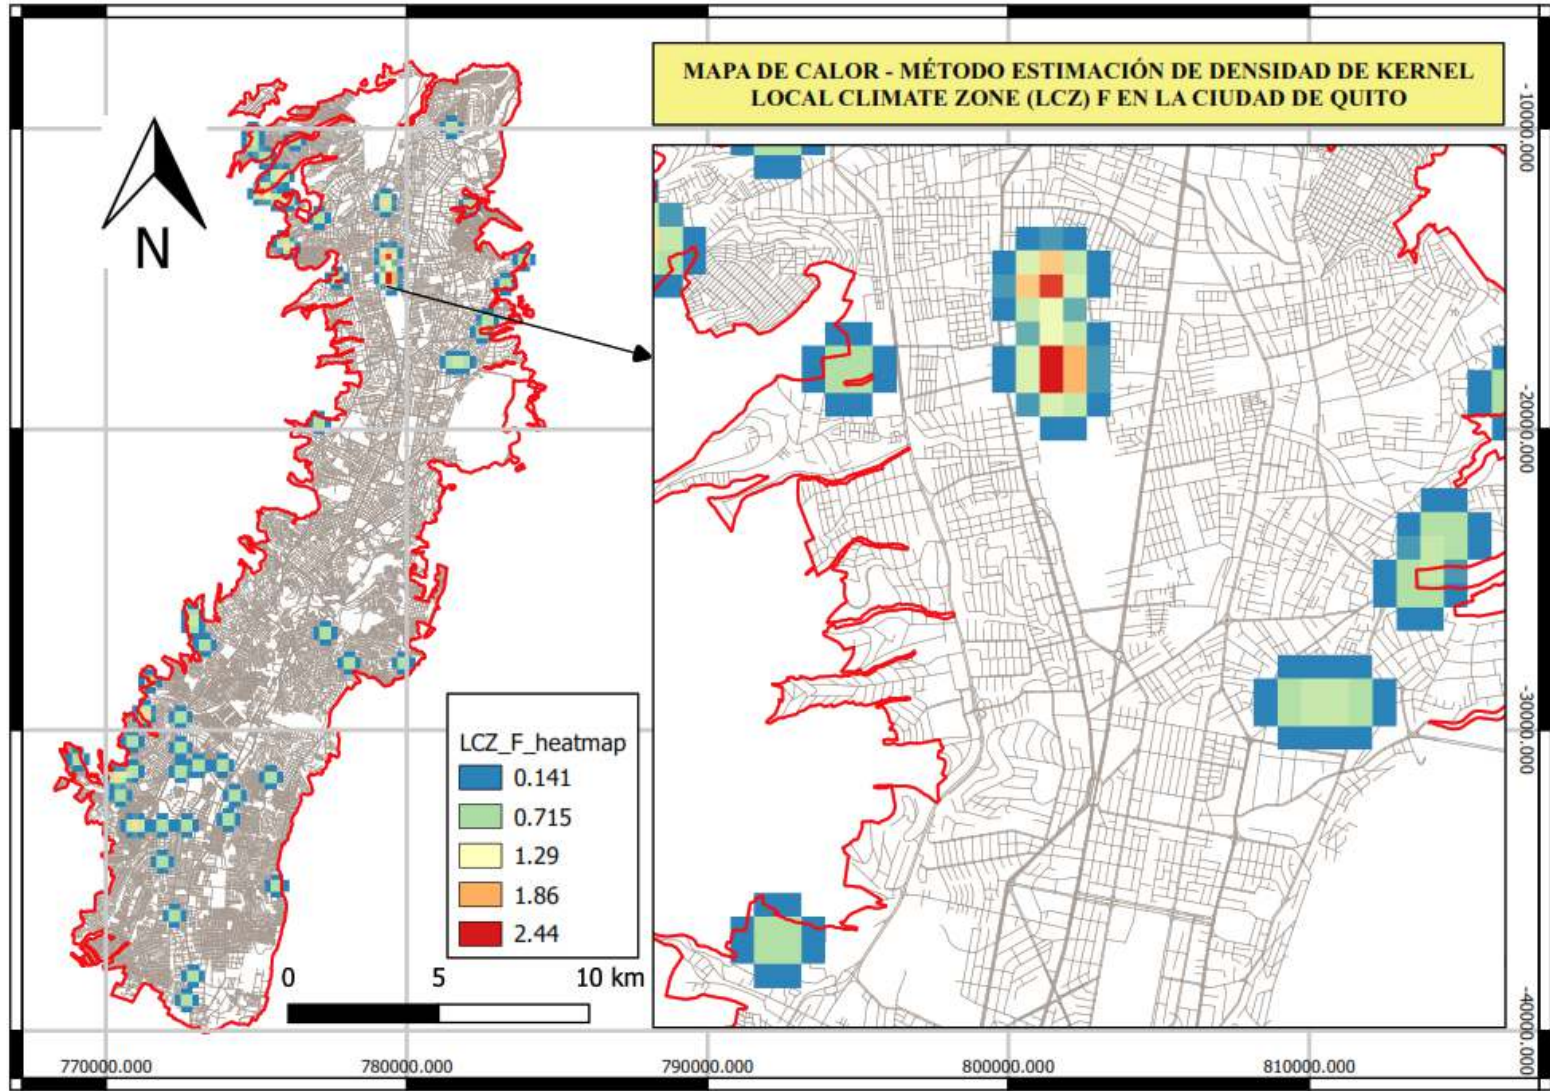 MAPA DE CALOR - MÉTODO ESTIMACIÓN DE DENSIDAD DE KERNEL
LOCAL CLIMATE ZONE (LCZ) F EN LA CIUDAD DE QUITO
N
LCZ_F_heatmap
0.141
0.715
1.29
1.86
2.44
0 5 10 km
-10000.000
-20000.000
-30000.000
-40000.000
770000.000 780000.000 790000.000 800000.000 810000.000